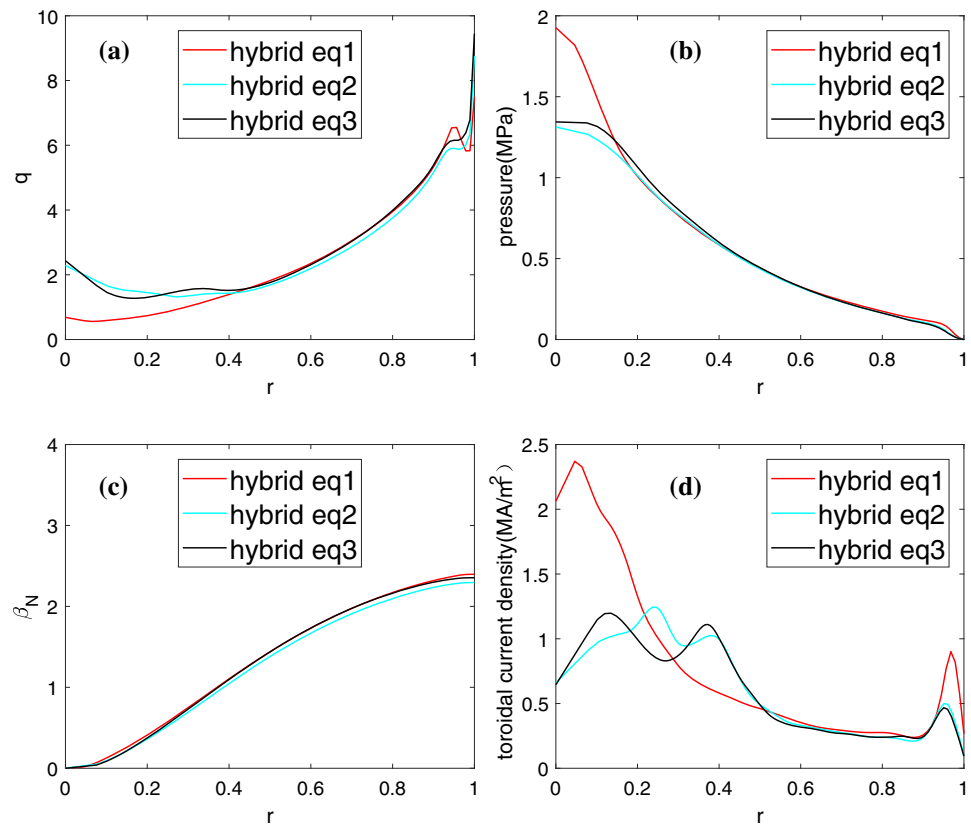 (a)
hybrid eq1
hybrid eq2
hybrid eq3
10
8
6
4
2
0
q
0 0.2 0.4 0.6 0.8 1
r
(b)
hybrid eq1
hybrid eq2
hybrid eq3
2
1.5
1
0.5
0
pressure(MPa)
0 0.2 0.4 0.6 0.8 1
r
(c)
hybrid eq1
hybrid eq2
hybrid eq3
4
3
2
1
0
β_N
0 0.2 0.4 0.6 0.8 1
r
(d)
hybrid eq1
hybrid eq2
hybrid eq3
2.5
2
1.5
1
0.5
0
toroidal current density(MA/m²)
0 0.2 0.4 0.6 0.8 1
r